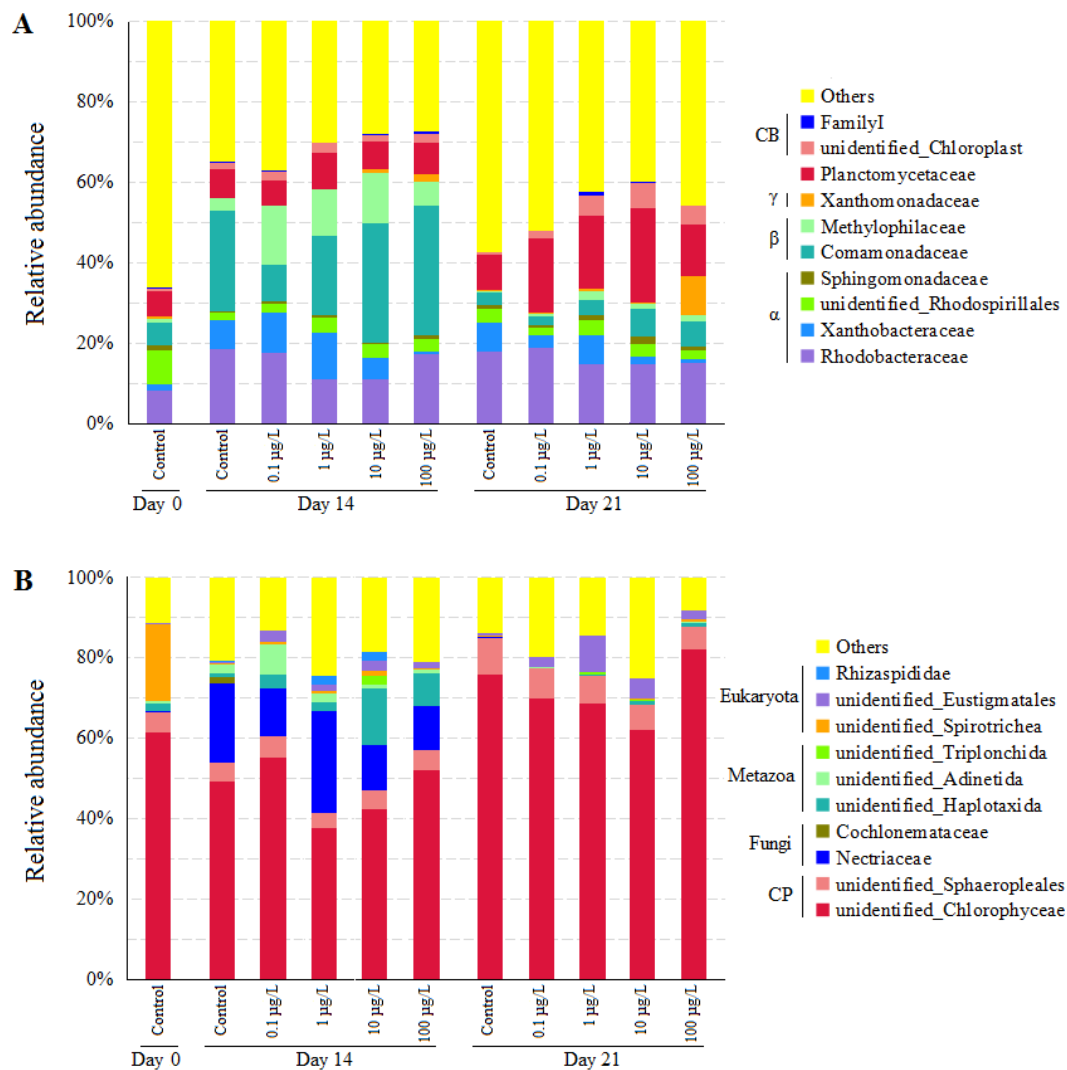 A
Relative abundance
100%
80%
60%
40%
20%
0%
Control
Control
0.1 µg/L
1 µg/L
10 µg/L
100 µg/L
Control
0.1 µg/L
1 µg/L
10 µg/L
100 µg/L
Day 0
Day 14
Day 21
Others
CB
FamilyI
unidentified_Chloroplast
Planctomycetaceae
γ
Xanthomonadaceae
β
Methylophilaceae
Comamonadaceae
α
Sphingomonadaceae
unidentified_Rhodospirillales
Xanthobacteraceae
Rhodobacteraceae
B
Relative abundance
100%
80%
60%
40%
20%
0%
Control
Control
0.1 µg/L
1 µg/L
10 µg/L
100 µg/L
Control
0.1 µg/L
1 µg/L
10 µg/L
100 µg/L
Day 0
Day 14
Day 21
Others
Eukaryota
Rhizaspididae
unidentified_Eustigmatales
unidentified_Spirotrichea
Metazoa
unidentified_Triplonchida
unidentified_Adinetida
unidentified_Haplotaxida
Fungi
Cochlonemataceae
Nectriaceae
CP
unidentified_Sphaeropleales
unidentified_Chlorophyceae